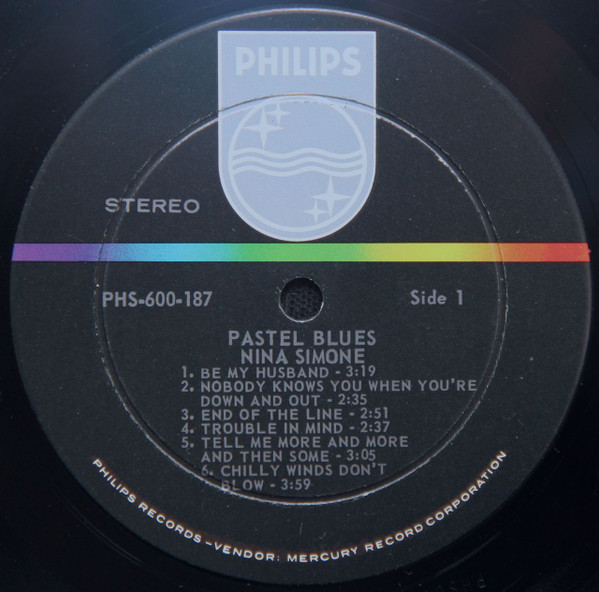 PHILIPS
STEREO
PHS-600-187
Side 1
PASTEL BLUES
NINA SIMONE
1. BE MY HUSBAND - 3:19
2. NOBODY KNOWS YOU WHEN YOU'RE
DOWN AND OUT - 2:35
3. END OF THE LINE - 2:51
4. TROUBLE IN MIND - 2:37
5. TELL ME MORE AND MORE
AND THEN SOME - 3:05
6. CHILLY WINDS DON'T
BLOW - 3:59
PHILIPS RECORDS - VENDOR: MERCURY RECORD CORPORATION